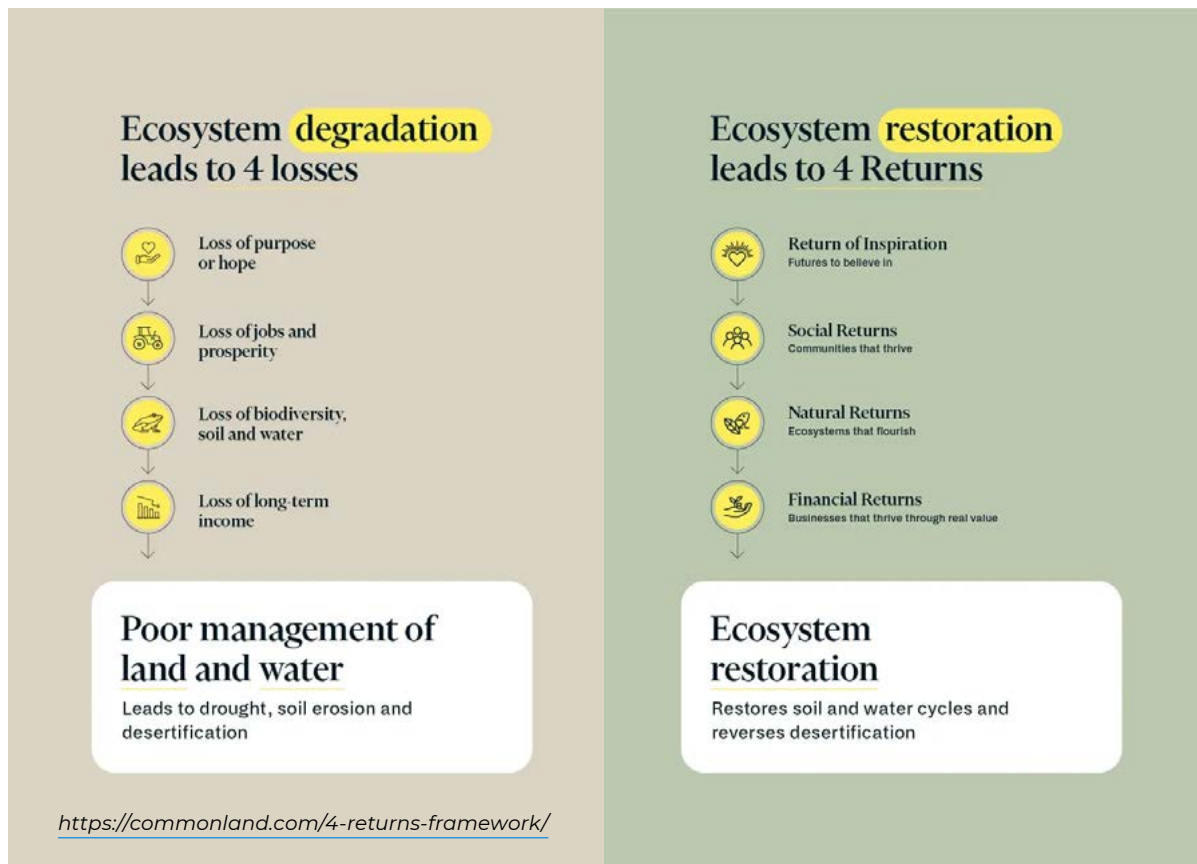 Ecosystem degradation
leads to 4 losses
Loss of purpose
or hope
Loss of jobs and
prosperity
Loss of biodiversity,
soil and water
Loss of long-term
income
Poor management of
land and water
Leads to drought, soil erosion and
desertification
https://commonland.com/4-returns-framework/
Ecosystem restoration
leads to 4 Returns
Return of Inspiration
Futures to believe in
Social Returns
Communities that thrive
Natural Returns
Ecosystems that flourish
Financial Returns
Businesses that thrive through real value
Ecosystem
restoration
Restores soil and water cycles and
reverses desertification